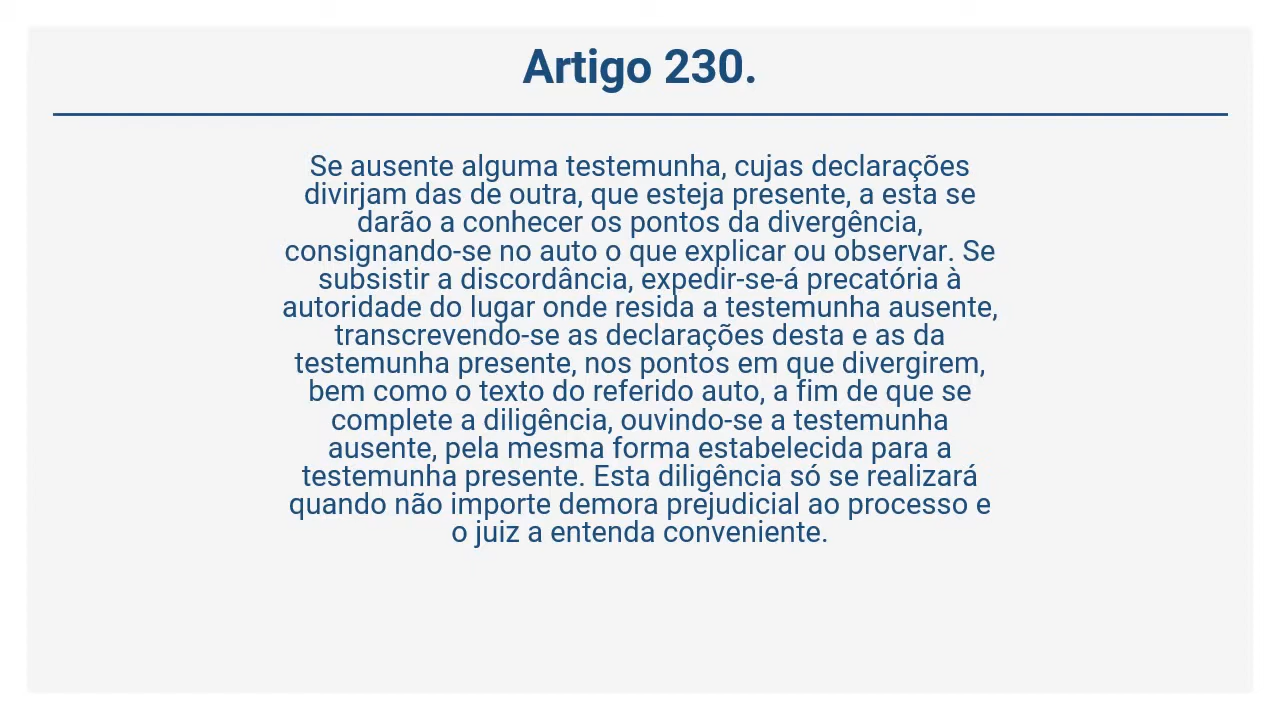 Artigo 230.
Se ausente alguma testemunha, cujas declarações
divirjam das de outra, que esteja presente, a esta se
darão a conhecer os pontos da divergência,
consignando-se no auto o que explicar ou observar. Se
subsistir a discordância, expedir-se-á precatória à
autoridade do lugar onde resida a testemunha ausente,
transcrevendo-se as declarações desta e as da
testemunha presente, nos pontos em que divergirem,
bem como o texto do referido auto, a fim de que se
complete a diligência, ouvindo-se a testemunha
ausente, pela mesma forma estabelecida para a
testemunha presente. Esta diligência só se realizará
quando não importe demora prejudicial ao processo e
o juiz a entenda conveniente.